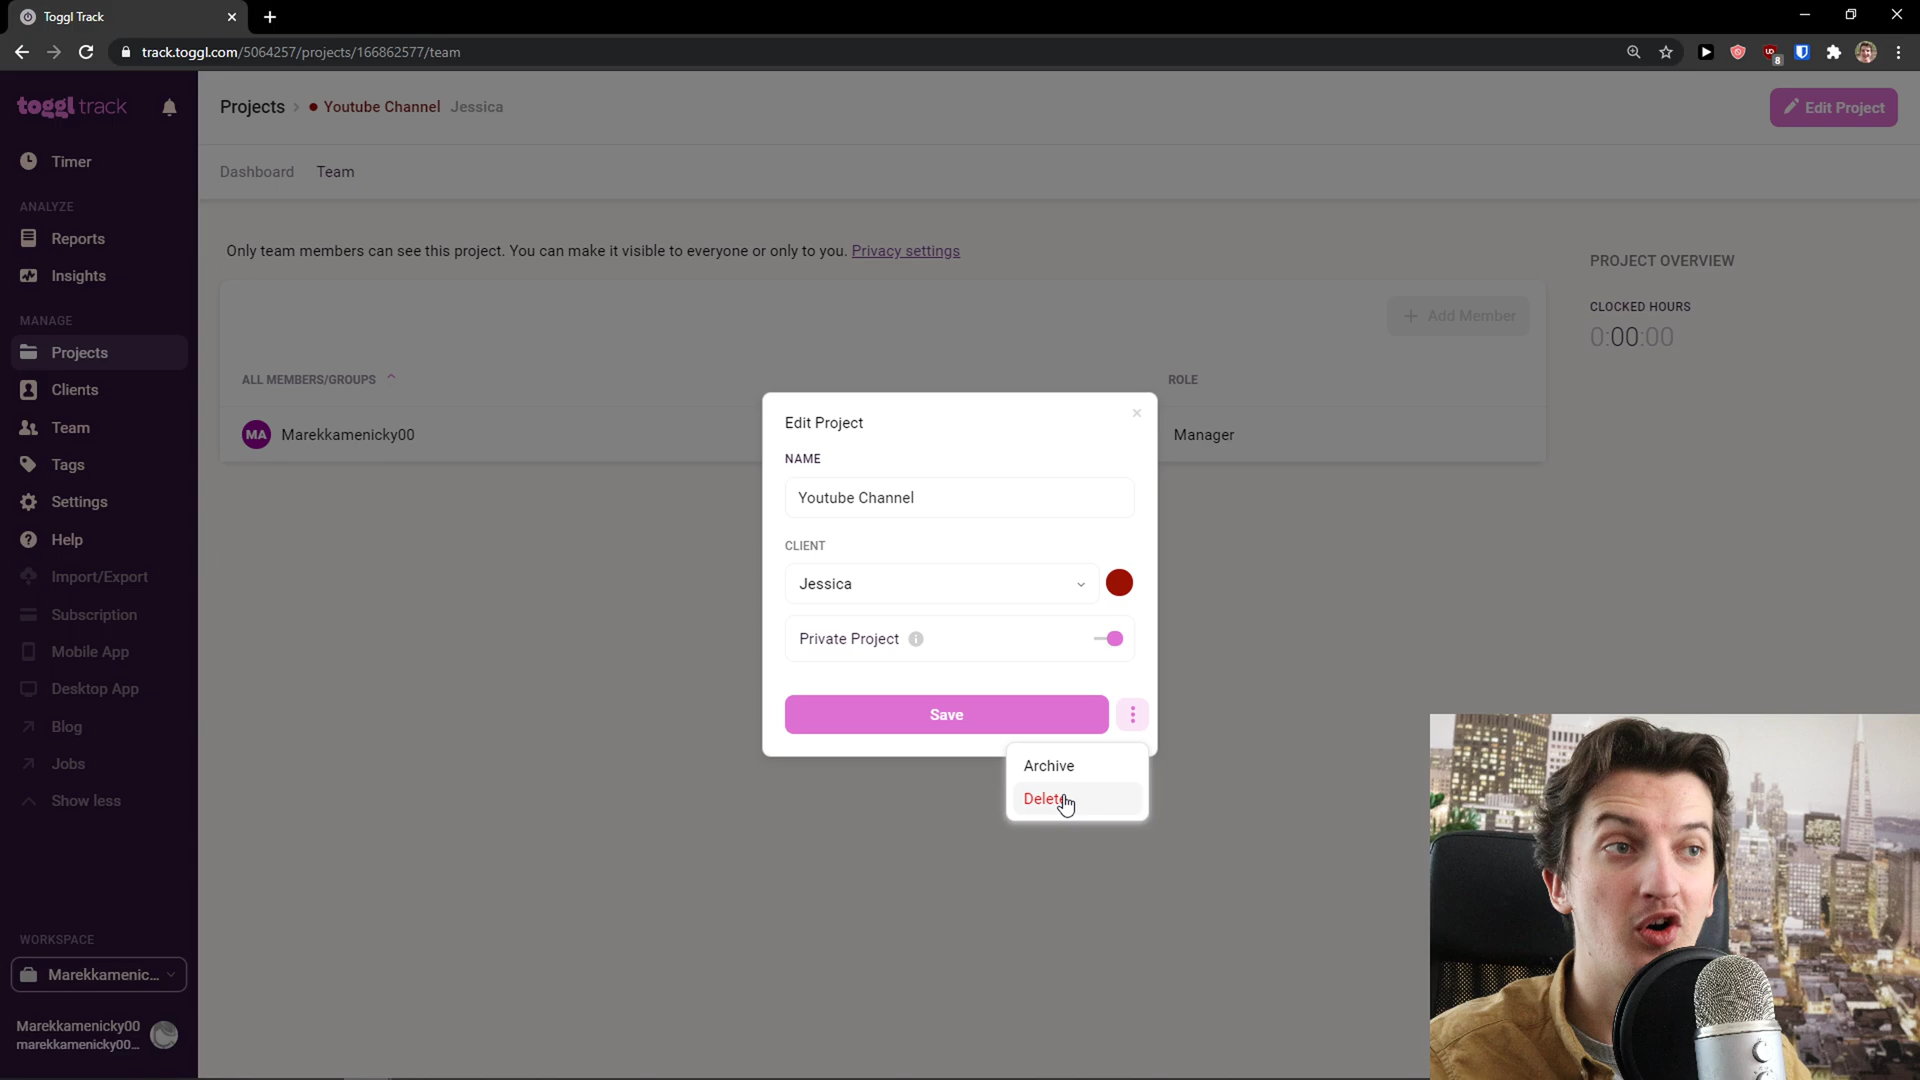 Toggl Track
track.toggl.com/5064257/projects/166862577/team
8
toggl track
Timer
ANALYZE
Reports
Insights
MANAGE
Projects
Clients
Team
Tags
Settings
Help
Import/Export
Subscription
Mobile App
Desktop App
Blog
Jobs
Show less
WORKSPACE
Marekkamenic...
Marekkamenicky00
marekkamenicky00...
Projects > Youtube Channel Jessica
Edit Project
Dashboard Team
Only team members can see this project. You can make it visible to everyone or only to you. Privacy settings
+ Add Member
ALL MEMBERS/GROUPS
ROLE
MA Marekkamenicky00
Manager
PROJECT OVERVIEW
CLOCKED HOURS
0:00:00
Edit Project
NAME
Youtube Channel
CLIENT
Jessica
Private Project
Save
Archive
Delete